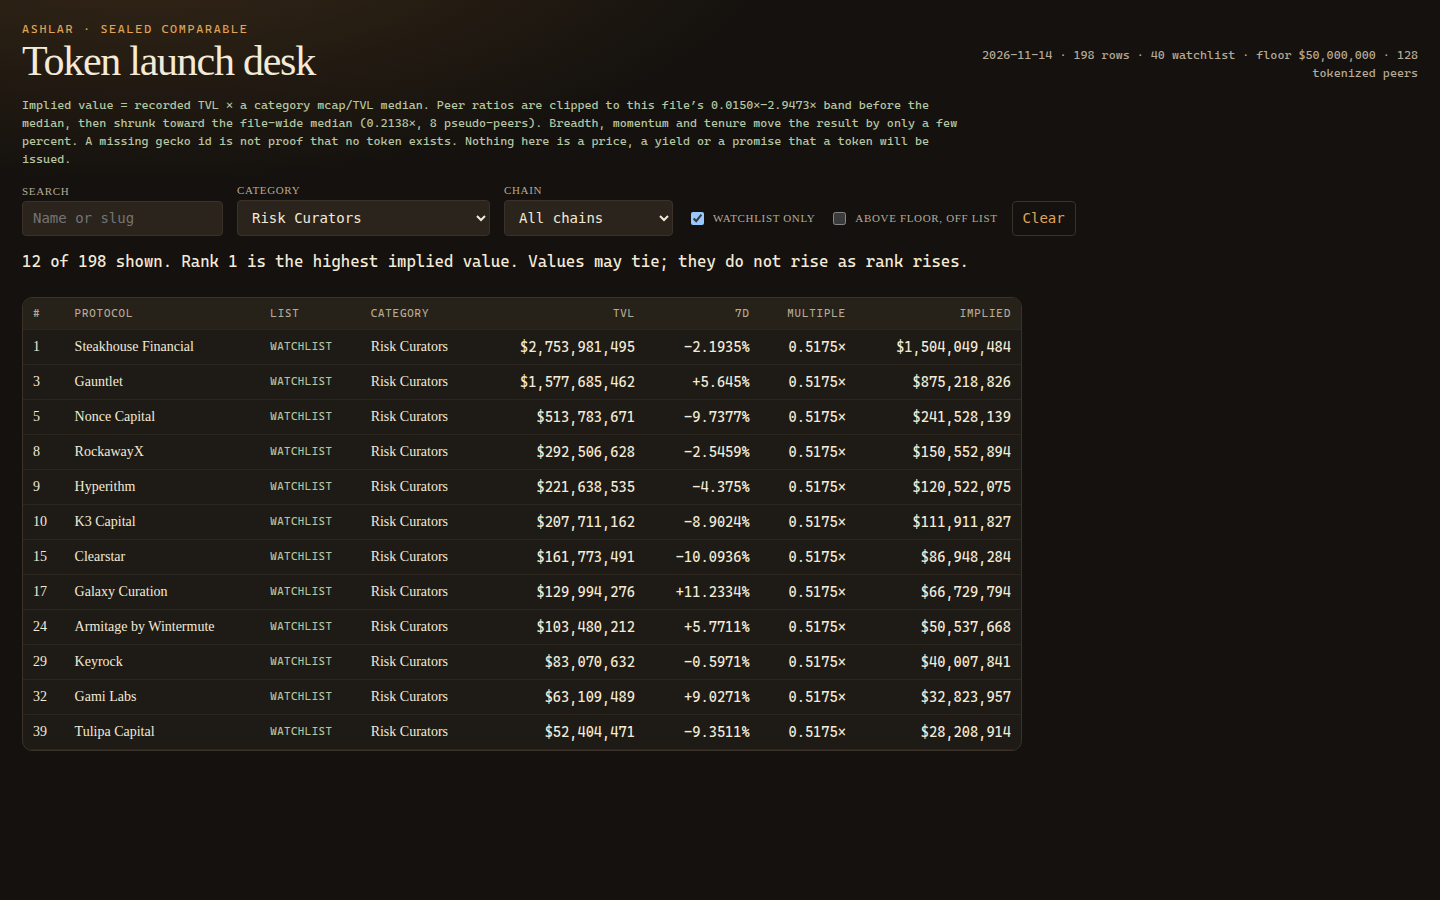 ASHLAR · SEALED COMPARABLE
Token launch desk
2026-11-14 · 198 rows · 40 watchlist · floor $50,000,000 · 128
tokenized peers
Implied value = recorded TVL × a category mcap/TVL median. Peer ratios are clipped to this file’s 0.0150×–2.9473× band before the
median, then shrunk toward the file-wide median (0.2138×, 8 pseudo-peers). Breadth, momentum and tenure move the result by only a few
percent. A missing gecko id is not proof that no token exists. Nothing here is a price, a yield or a promise that a token will be
issued.
SEARCH CATEGORY CHAIN
Name or slug Risk Curators All chains WATCHLIST ONLY ABOVE FLOOR, OFF LIST Clear
12 of 198 shown. Rank 1 is the highest implied value. Values may tie; they do not rise as rank rises.
# PROTOCOL LIST CATEGORY TVL 7D MULTIPLE IMPLIED
1 Steakhouse Financial WATCHLIST Risk Curators $2,753,981,495 −2.1935% 0.5175× $1,504,049,484
3 Gauntlet WATCHLIST Risk Curators $1,577,685,462 +5.645% 0.5175× $875,218,826
5 Nonce Capital WATCHLIST Risk Curators $513,783,671 −9.7377% 0.5175× $241,528,139
8 RockawayX WATCHLIST Risk Curators $292,506,628 −2.5459% 0.5175× $150,552,894
9 Hyperithm WATCHLIST Risk Curators $221,638,535 −4.375% 0.5175× $120,522,075
10 K3 Capital WATCHLIST Risk Curators $207,711,162 −8.9024% 0.5175× $111,911,827
15 Clearstar WATCHLIST Risk Curators $161,773,491 −10.0936% 0.5175× $86,948,284
17 Galaxy Curation WATCHLIST Risk Curators $129,994,276 +11.2334% 0.5175× $66,729,794
24 Armitage by Wintermute WATCHLIST Risk Curators $103,480,212 +5.7711% 0.5175× $50,537,668
29 Keyrock WATCHLIST Risk Curators $83,070,632 −0.5971% 0.5175× $40,007,841
32 Gami Labs WATCHLIST Risk Curators $63,109,489 +9.0271% 0.5175× $32,823,957
39 Tulipa Capital WATCHLIST Risk Curators $52,404,471 −9.3511% 0.5175× $28,208,914